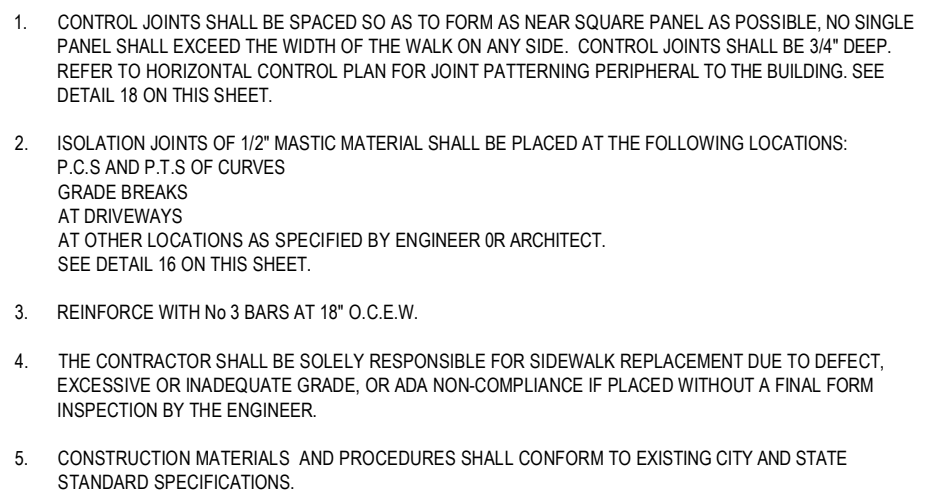 1. CONTROL JOINTS SHALL BE SPACED SO AS TO FORM AS NEAR SQUARE PANEL AS POSSIBLE, NO SINGLE
PANEL SHALL EXCEED THE WIDTH OF THE WALK ON ANY SIDE. CONTROL JOINTS SHALL BE 3/4" DEEP.
REFER TO HORIZONTAL CONTROL PLAN FOR JOINT PATTERNING PERIPHERAL TO THE BUILDING. SEE
DETAIL 18 ON THIS SHEET.
2. ISOLATION JOINTS OF 1/2" MASTIC MATERIAL SHALL BE PLACED AT THE FOLLOWING LOCATIONS:
P.C.S AND P.T.S OF CURVES
GRADE BREAKS
AT DRIVEWAYS
AT OTHER LOCATIONS AS SPECIFIED BY ENGINEER 0R ARCHITECT.
SEE DETAIL 16 ON THIS SHEET.
3. REINFORCE WITH No 3 BARS AT 18" O.C.E.W.
4. THE CONTRACTOR SHALL BE SOLELY RESPONSIBLE FOR SIDEWALK REPLACEMENT DUE TO DEFECT,
EXCESSIVE OR INADEQUATE GRADE, OR ADA NON-COMPLIANCE IF PLACED WITHOUT A FINAL FORM
INSPECTION BY THE ENGINEER.
5. CONSTRUCTION MATERIALS AND PROCEDURES SHALL CONFORM TO EXISTING CITY AND STATE
STANDARD SPECIFICATIONS.